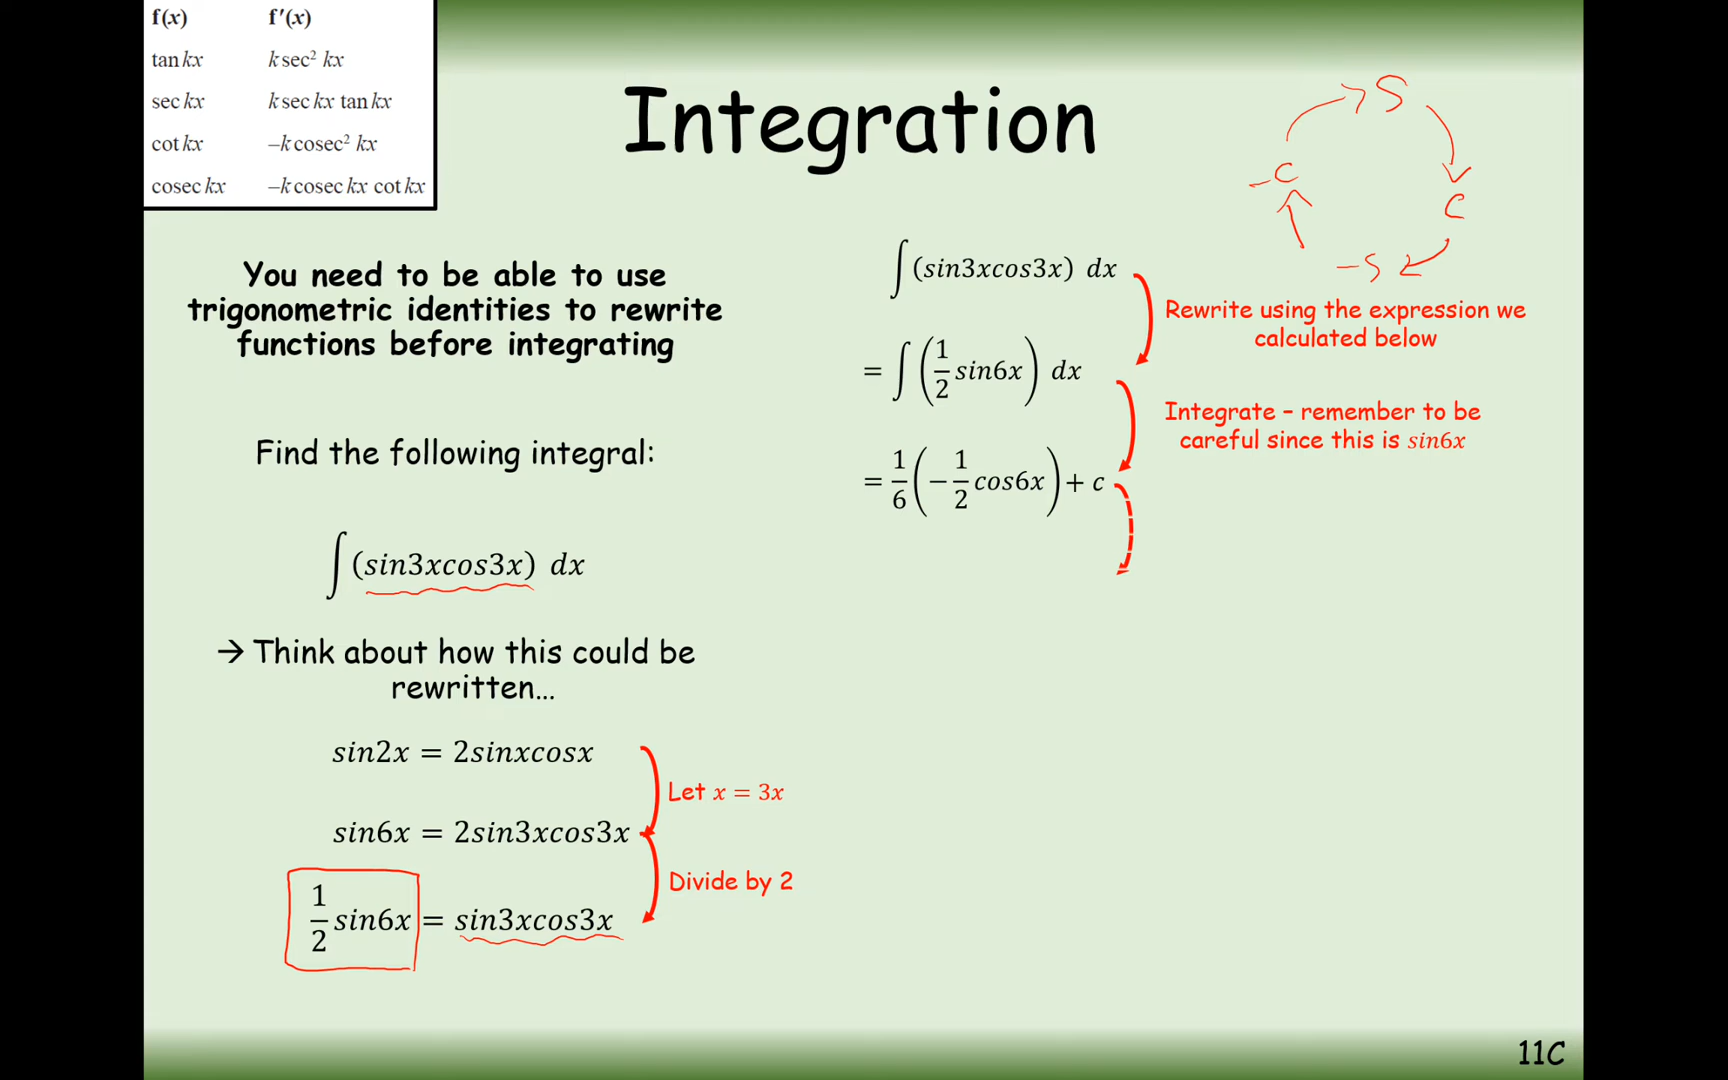 f(x) f′(x)
tan kx k sec² kx
sec kx k sec kx tan kx
cot kx –k cosec² kx
cosec kx –k cosec kx cot kx
Integration
S
C
–S
–C
You need to be able to use
trigonometric identities to rewrite
functions before integrating
Find the following integral:
∫(sin3xcos3x) dx
→ Think about how this could be
rewritten…
sin2x = 2sinxcosx
Let x = 3x
sin6x = 2sin3xcos3x
Divide by 2
1/2 sin6x = sin3xcos3x
∫(sin3xcos3x) dx
Rewrite using the expression we
calculated below
= ∫(1/2 sin6x) dx
Integrate – remember to be
careful since this is sin6x
= 1/6(−1/2 cos6x) + c
11C